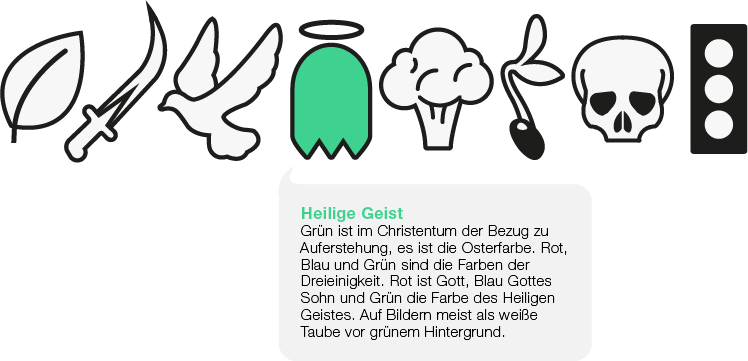 Heilige Geist
Grün ist im Christentum der Bezug zu
Auferstehung, es ist die Osterfarbe. Rot,
Blau und Grün sind die Farben der
Dreieinigkeit. Rot ist Gott, Blau Gottes
Sohn und Grün die Farbe des Heiligen
Geistes. Auf Bildern meist als weiße
Taube vor grünem Hintergrund.